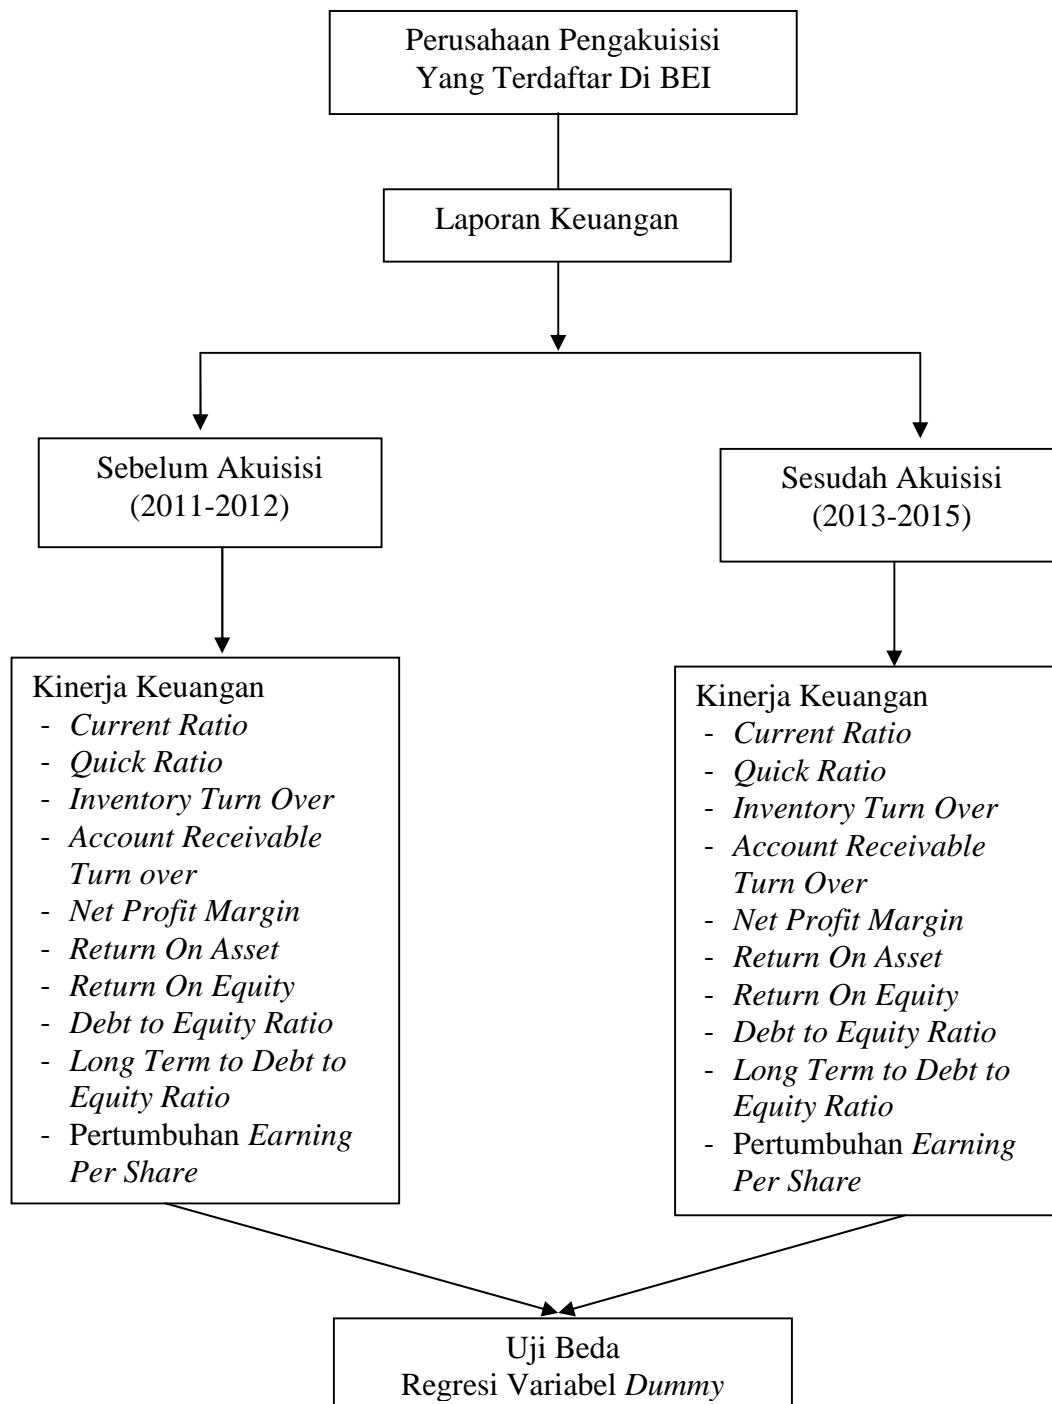 Perusahaan Pengakuisisi
Yang Terdaftar Di BEI
Laporan Keuangan
Sebelum Akuisisi
(2011-2012)
Sesudah Akuisisi
(2013-2015)
Kinerja Keuangan
- Current Ratio
- Quick Ratio
- Inventory Turn Over
- Account Receivable
Turn over
- Net Profit Margin
- Return On Asset
- Return On Equity
- Debt to Equity Ratio
- Long Term to Debt to
Equity Ratio
- Pertumbuhan Earning
Per Share
Kinerja Keuangan
- Current Ratio
- Quick Ratio
- Inventory Turn Over
- Account Receivable
Turn Over
- Net Profit Margin
- Return On Asset
- Return On Equity
- Debt to Equity Ratio
- Long Term to Debt to
Equity Ratio
- Pertumbuhan Earning
Per Share
Uji Beda
Regresi Variabel Dummy